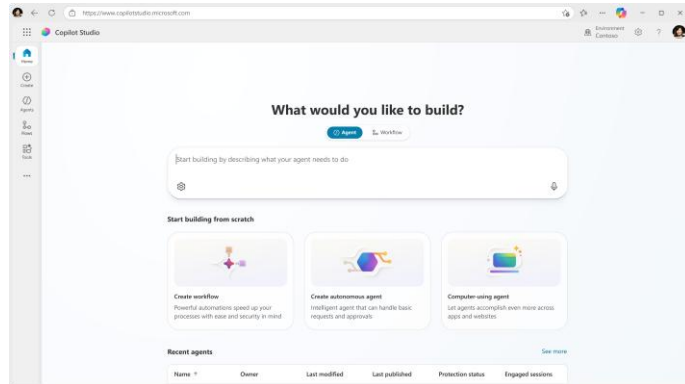 https://www.copilotstudio.microsoft.com
Copilot Studio
Environment
Contoso
Home
Create
Agents
Tools
What would you like to build?
Agent
Workflow
Start building by describing what your agent needs to do
Start building from scratch
Create workflow
Powerful automations speed up your
processes with ease and security in mind
Create autonomous agent
Intelligent agent that can handle basic
requests and approvals
Computer-using agent
Let agents accomplish even more across
apps and websites
Recent agents
See more
Name
Owner
Last modified
Last published
Protection status
Engaged sessions